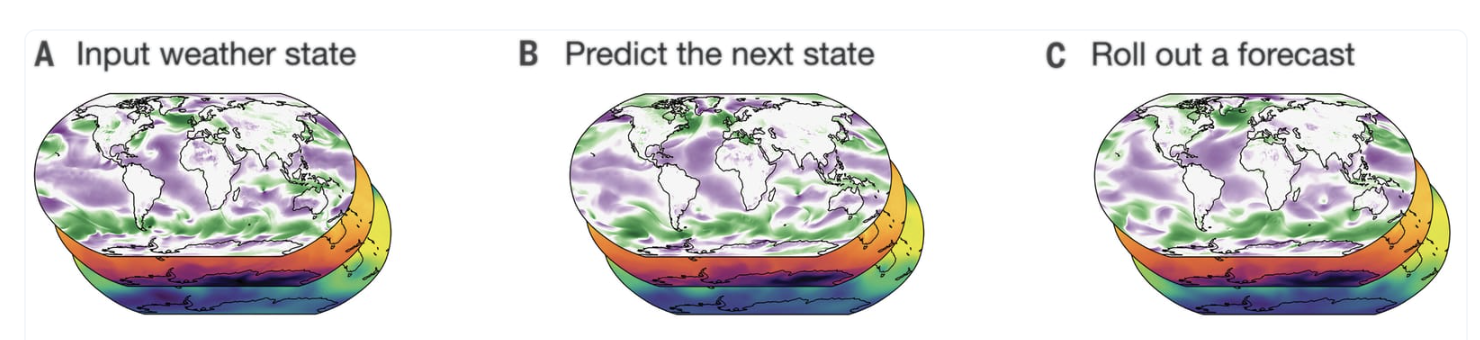 A Input weather state
B Predict the next state
C Roll out a forecast